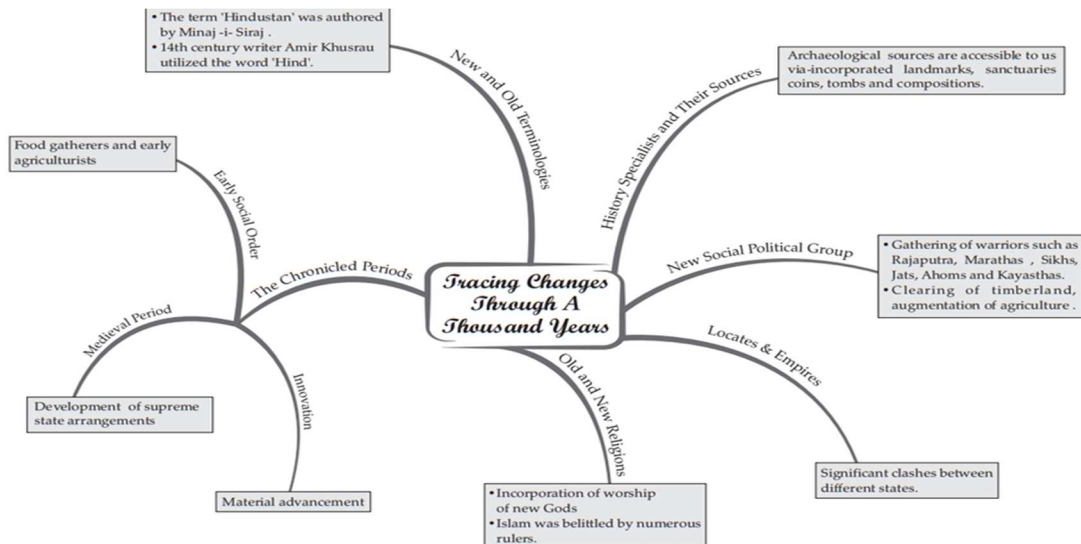 Tracing Changes
Through A
Thousand Years
New and Old Terminologies
• The term 'Hindustan' was authored
by Minaj -i- Siraj .
• 14th century writer Amir Khusrau
utilized the word 'Hind'.
History Specialists and Their Sources
Archaeological sources are accessible to us
via-incorporated landmarks, sanctuaries
coins, tombs and compositions.
New Social Political Group
• Gathering of warriors such as
Rajaputra, Marathas , Sikhs,
Jats, Ahoms and Kayasthas.
• Clearing of timberland,
augmentation of agriculture .
Locates & Empires
Significant clashes between
different states.
Old and New Religions
• Incorporation of worship
of new Gods
• Islam was belittled by numerous
rulers.
The Chronicled Periods
Early Social Order
Food gatherers and early
agriculturists
Medieval Period
Development of supreme
state arrangements
Innovation
Material advancement